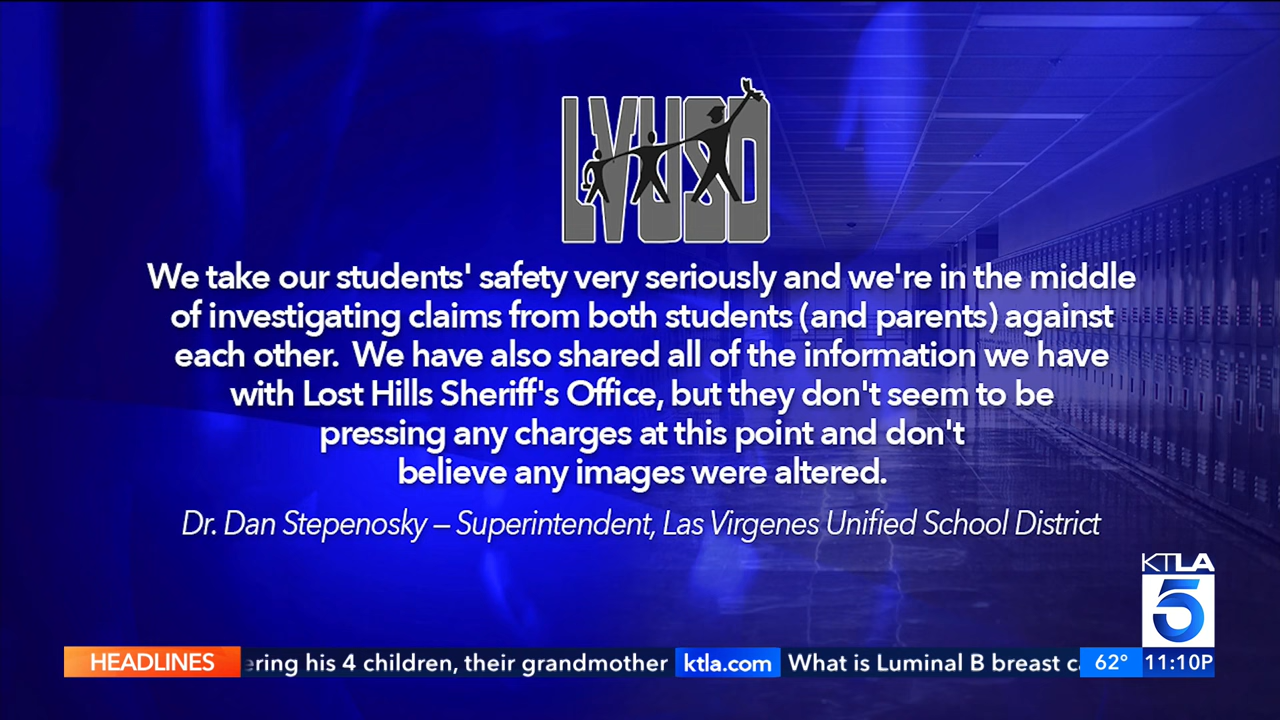 LVUSD
We take our students' safety very seriously and we're in the middle
of investigating claims from both students (and parents) against
each other. We have also shared all of the information we have
with Lost Hills Sheriff's Office, but they don't seem to be
pressing any charges at this point and don't
believe any images were altered.
Dr. Dan Stepenosky – Superintendent, Las Virgenes Unified School District
KTLA
5
HEADLINES ering his 4 children, their grandmother ktla.com What is Luminal B breast 62° 11:10P